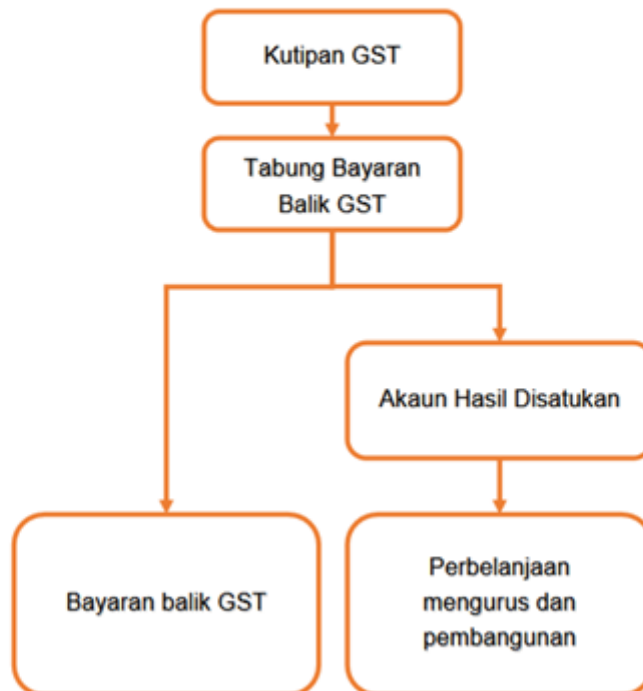 Kutipan GST
Tabung Bayaran
Balik GST
Akaun Hasil Disatukan
Bayaran balik GST
Perbelanjaan
mengurus dan
pembangunan